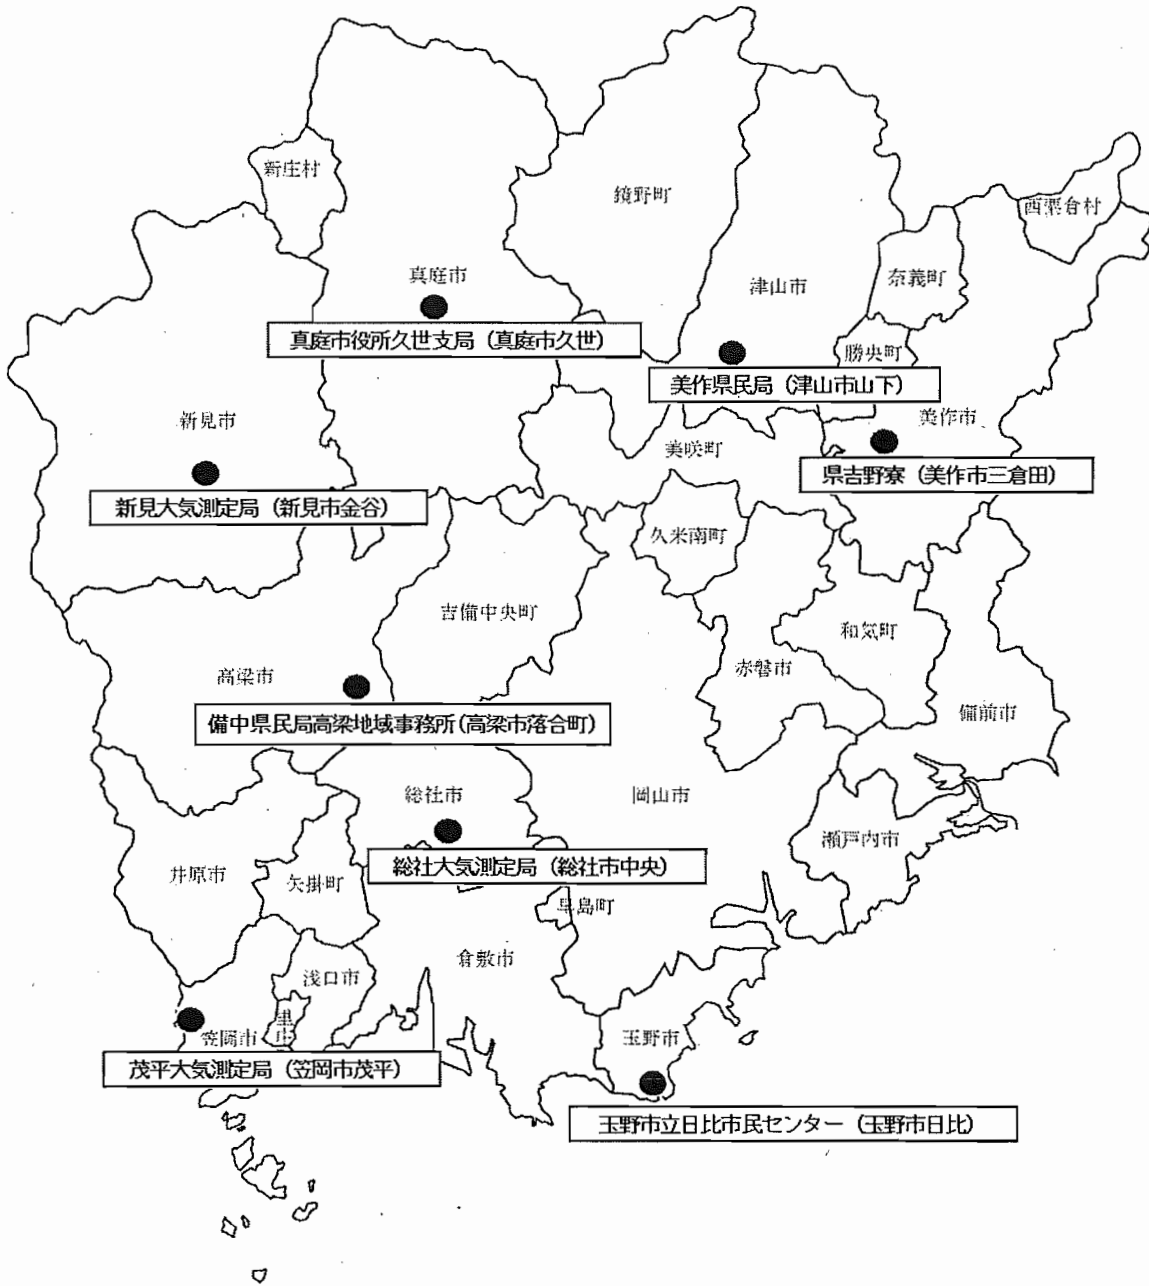 新庄村
鏡野町
西粟倉村
真庭市
津山市
奈義町
真庭市役所久世支局（真庭市久世）
勝央町
美作県民局（津山市山下）
新見市
美作市
美咲町
県吉野寮（美作市三倉田）
新見大気測定局（新見市金谷）
久米南町
吉備中央町
和気町
高梁市
赤磐市
備中県民局高梁地域事務所（高梁市落合町）
備前市
総社市
岡山市
瀬戸内市
総社大気測定局（総社市中央）
井原市
矢掛町
早島町
倉敷市
浅口市
里庄
笠岡市
玉野市
茂平大気測定局（笠岡市茂平）
玉野市立日比市民センター（玉野市日比）